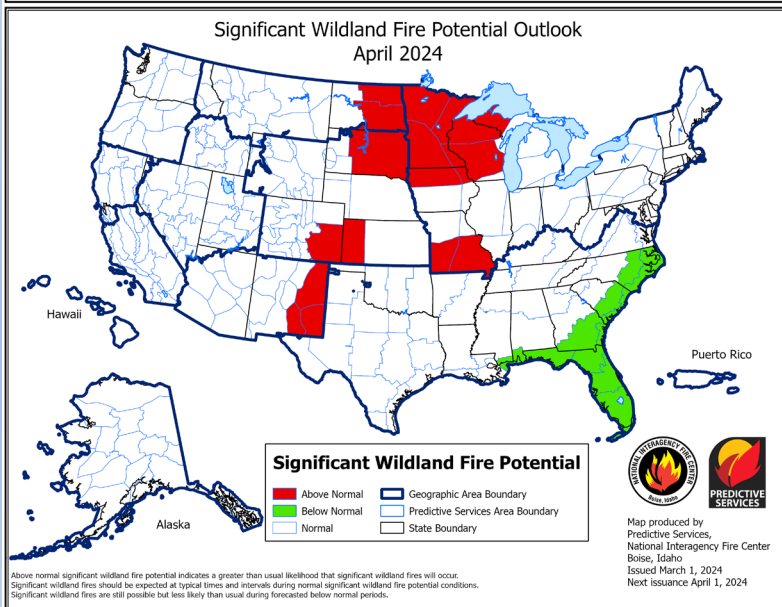 Significant Wildland Fire Potential Outlook
April 2024
Hawaii
Puerto Rico
Alaska
Significant Wildland Fire Potential
Above Normal
Below Normal
Normal
Geographic Area Boundary
Predictive Services Area Boundary
State Boundary
NATIONAL INTERAGENCY FIRE CENTER
Boise, Idaho
PREDICTIVE
SERVICES
Map produced by
Predictive Services,
National Interagency Fire Center
Boise, Idaho
Issued March 1, 2024
Next issuance April 1, 2024
Above normal significant wildland fire potential indicates a greater than usual likelihood that significant wildland fires will occur.
Significant wildland fires should be expected at typical times and intervals during normal significant wildland fire potential conditions.
Significant wildland fires are still possible but less likely than usual during forecasted below normal periods.